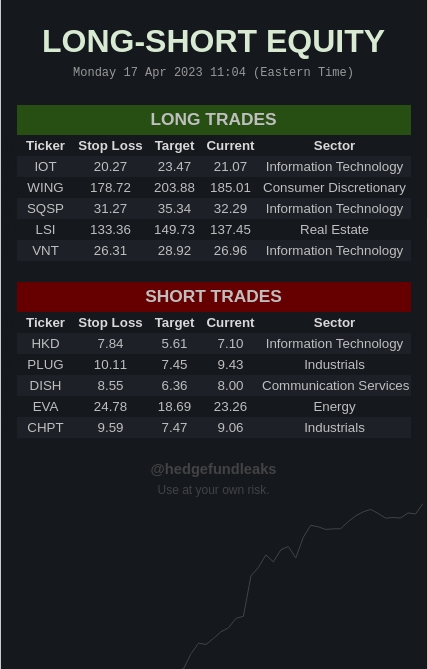 LONG-SHORT EQUITY
Monday 17 Apr 2023 11:04 (Eastern Time)
LONG TRADES
Ticker Stop Loss Target Current Sector
IOT 20.27 23.47 21.07 Information Technology
WING 178.72 203.88 185.01 Consumer Discretionary
SQSP 31.27 35.34 32.29 Information Technology
LSI 133.36 149.73 137.45 Real Estate
VNT 26.31 28.92 26.96 Information Technology
SHORT TRADES
Ticker Stop Loss Target Current Sector
HKD 7.84 5.61 7.10 Information Technology
PLUG 10.11 7.45 9.43 Industrials
DISH 8.55 6.36 8.00 Communication Services
EVA 24.78 18.69 23.26 Energy
CHPT 9.59 7.47 9.06 Industrials
@hedgefundleaks
Use at your own risk.